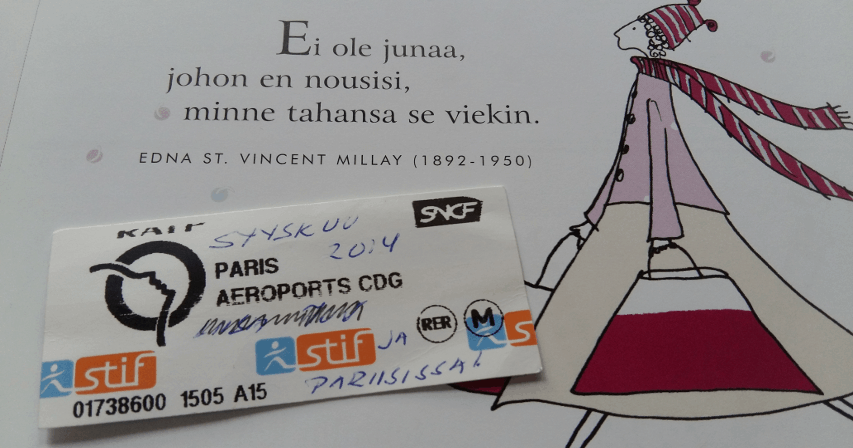 Ei ole junaa,
johon en nousisi,
minne tahansa se viekin.
EDNA ST. VINCENT MILLAY (1892-1950)
SYYSKUU
2014
SNCF
PARIS
AEROPORTS CDG
RER M
stif stif JA S
PARIISISSA!
01738600 1505 A15